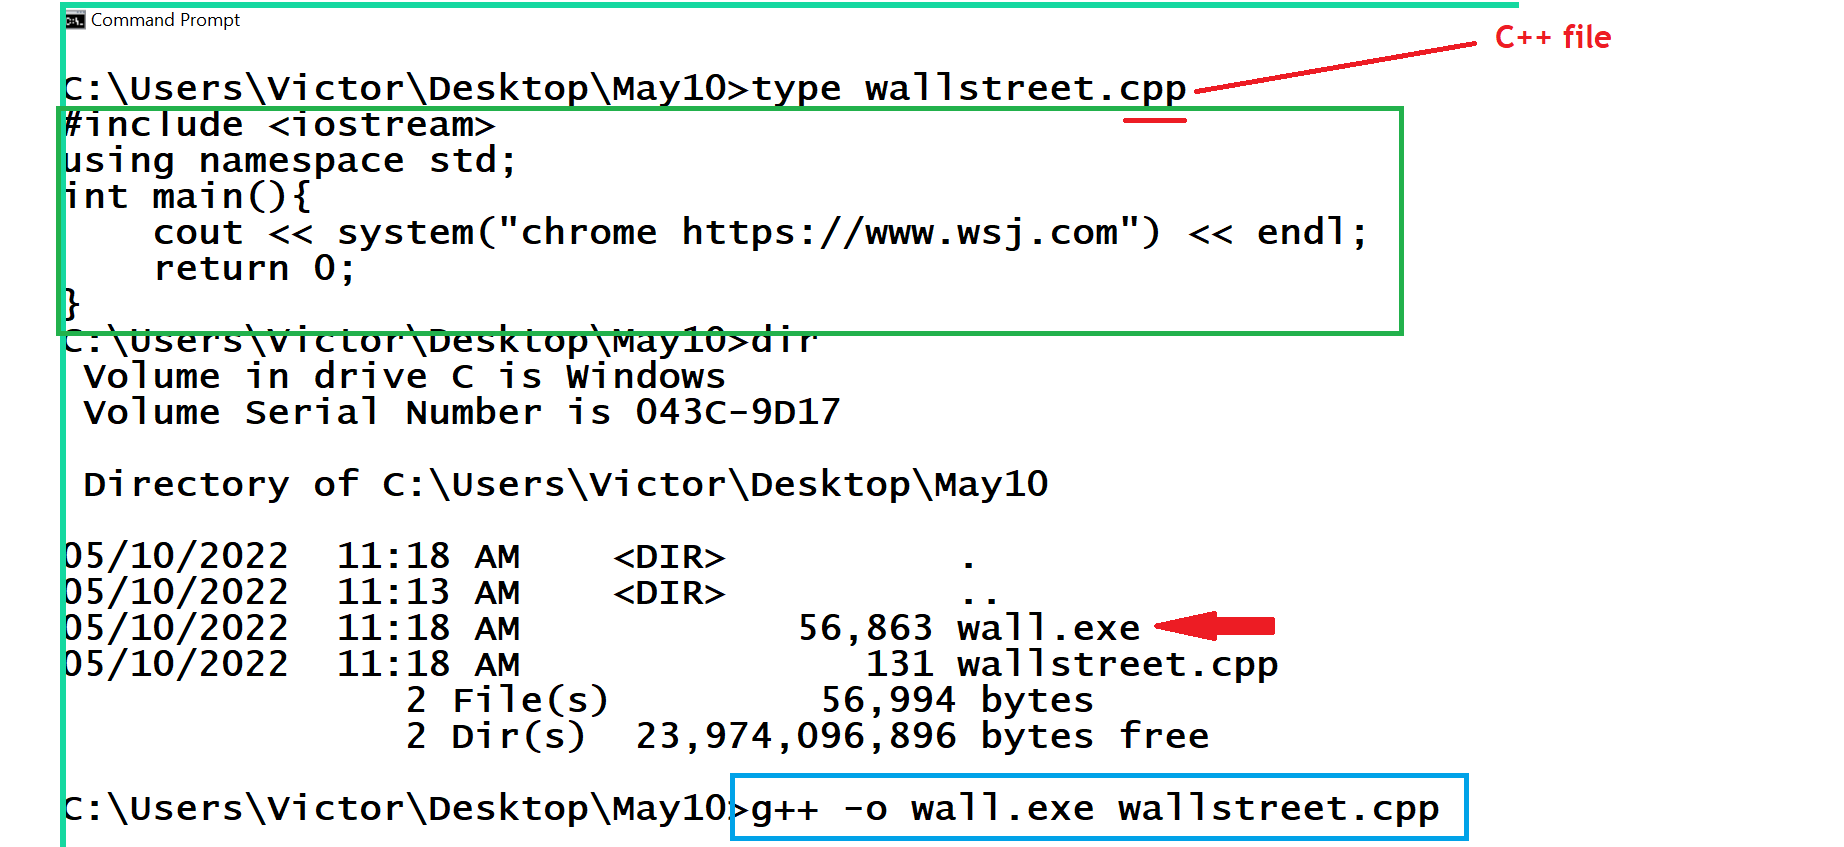 Command Prompt
C++ file
C:\Users\Victor\Desktop\May10>type wallstreet.cpp
#include <iostream>
using namespace std;
int main(){
    cout << system("chrome https://www.wsj.com") << endl;
    return 0;
}
C:\Users\Victor\Desktop\May10>dir
 Volume in drive C is Windows
 Volume Serial Number is 043C-9D17
 Directory of C:\Users\Victor\Desktop\May10
05/10/2022  11:18 AM    <DIR>          .
05/10/2022  11:13 AM    <DIR>          ..
05/10/2022  11:18 AM            56,863 wall.exe
05/10/2022  11:18 AM               131 wallstreet.cpp
               2 File(s)         56,994 bytes
               2 Dir(s)  23,974,096,896 bytes free
C:\Users\Victor\Desktop\May10>g++ -o wall.exe wallstreet.cpp